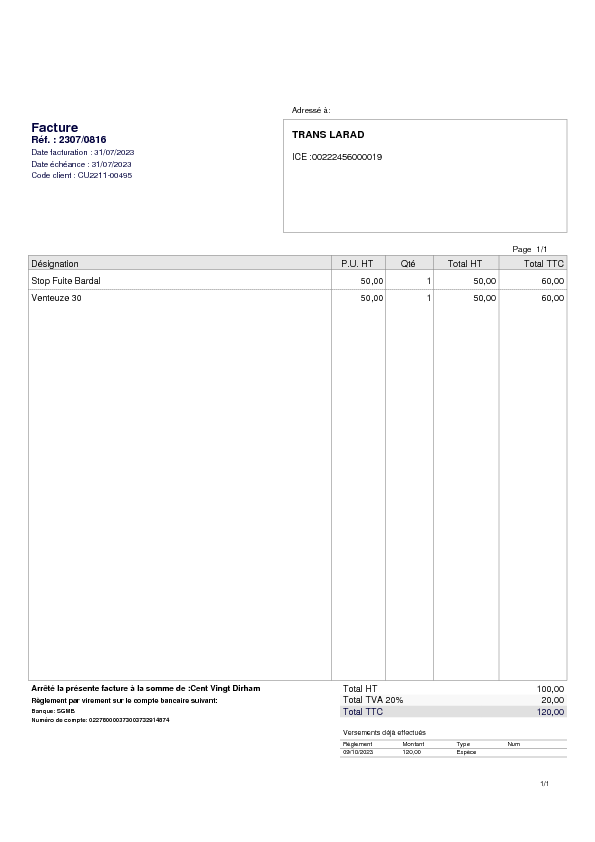 Adressé à:
Facture
Réf. : 2307/0816
Date facturation : 31/07/2023
Date échéance : 31/07/2023
Code client : CU2211-00495
TRANS LARAD
ICE :00222456000019
Page 1/1
Désignation P.U. HT Qté Total HT Total TTC
Stop Fuite Bardal 50,00 1 50,00 60,00
Venteuze 30 50,00 1 50,00 60,00
Arrêté la présente facture à la somme de :Cent Vingt Dirham
Règlement par virement sur le compte bancaire suivant:
Banque: SGMB
Numéro de compte:
Total HT 100,00
Total TVA 20% 20,00
Total TTC 120,00
Versements déjà effectués
Règlement Montant Type Num
09/10/2023 120,00 Espèce
1/1